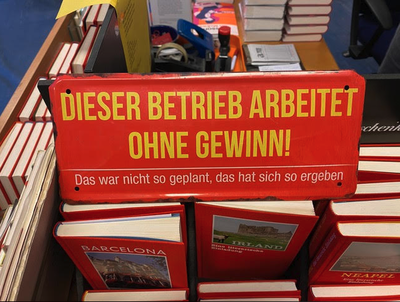 DIESER BETRIEB ARBEITET
OHNE GEWINN!
Das war nicht so geplant, das hat sich so ergeben
BARCELONA
IRLAND
NEAPEL